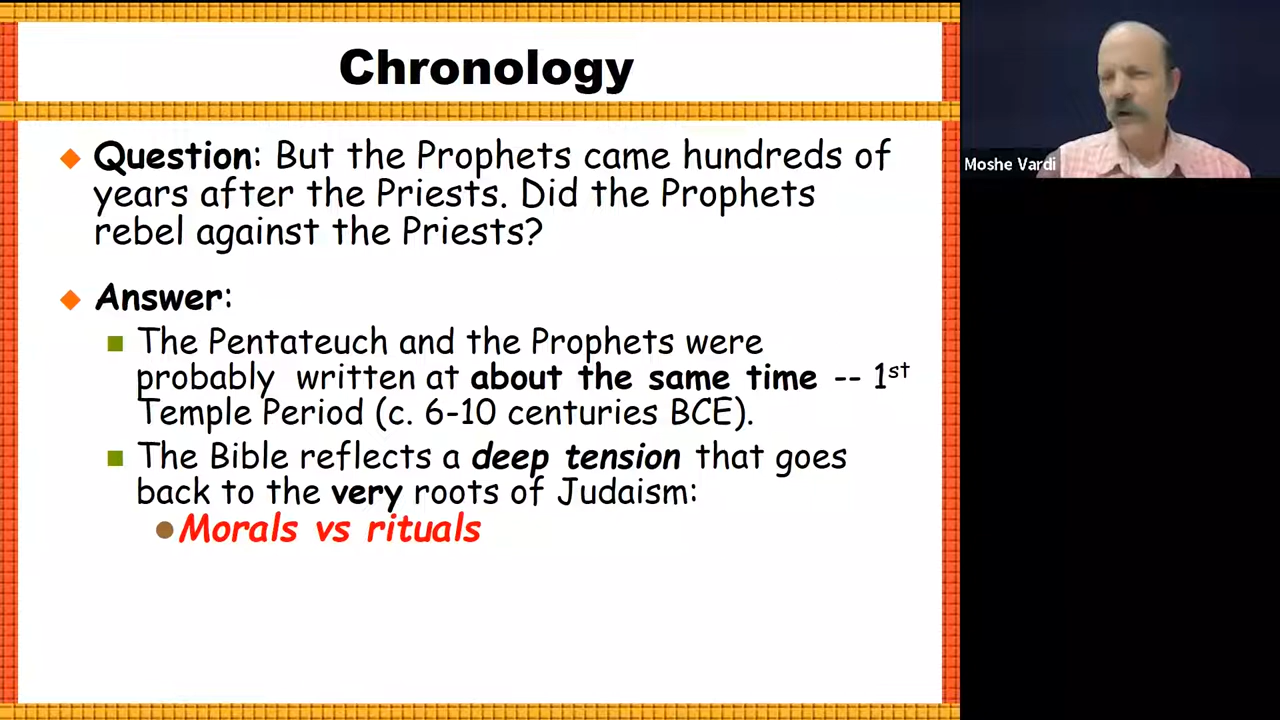 Chronology
Question: But the Prophets came hundreds of
years after the Priests. Did the Prophets
rebel against the Priests?
Answer:
The Pentateuch and the Prophets were
probably written at about the same time -- 1st
Temple Period (c. 6-10 centuries BCE).
The Bible reflects a deep tension that goes
back to the very roots of Judaism:
Morals vs rituals
Moshe Vardi